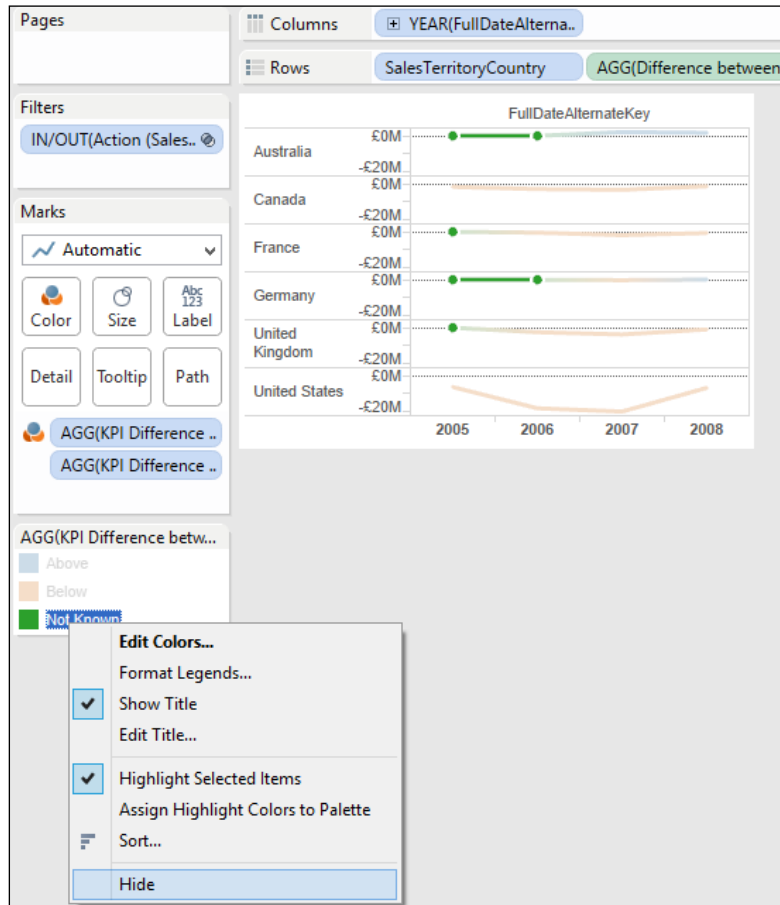 Pages
Columns
YEAR(FullDateAlterna..
Rows
SalesTerritoryCountry
AGG(Difference between
Filters
IN/OUT(Action (Sales..
Marks
Automatic
Color
Size
Abc
123
Label
Detail
Tooltip
Path
AGG(KPI Difference ..
AGG(KPI Difference ..
AGG(KPI Difference betw...
Above
Below
Not Known
Edit Colors...
Format Legends...
Show Title
Edit Title...
Highlight Selected Items
Assign Highlight Colors to Palette
Sort...
Hide
FullDateAlternateKey
Australia
£0M
-£20M
Canada
£0M
-£20M
France
£0M
-£20M
Germany
£0M
-£20M
United
Kingdom
£0M
-£20M
United States
£0M
-£20M
2005 2006 2007 2008